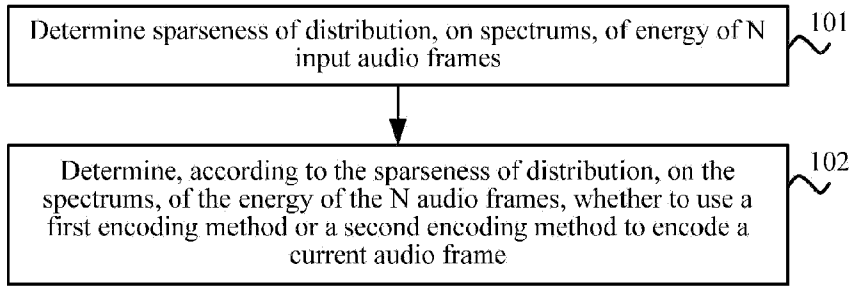 Determine sparseness of distribution, on spectrums, of energy of N
input audio frames
101
Determine, according to the sparseness of distribution, on the
spectrums, of the energy of the N audio frames, whether to use a
first encoding method or a second encoding method to encode a
current audio frame
102